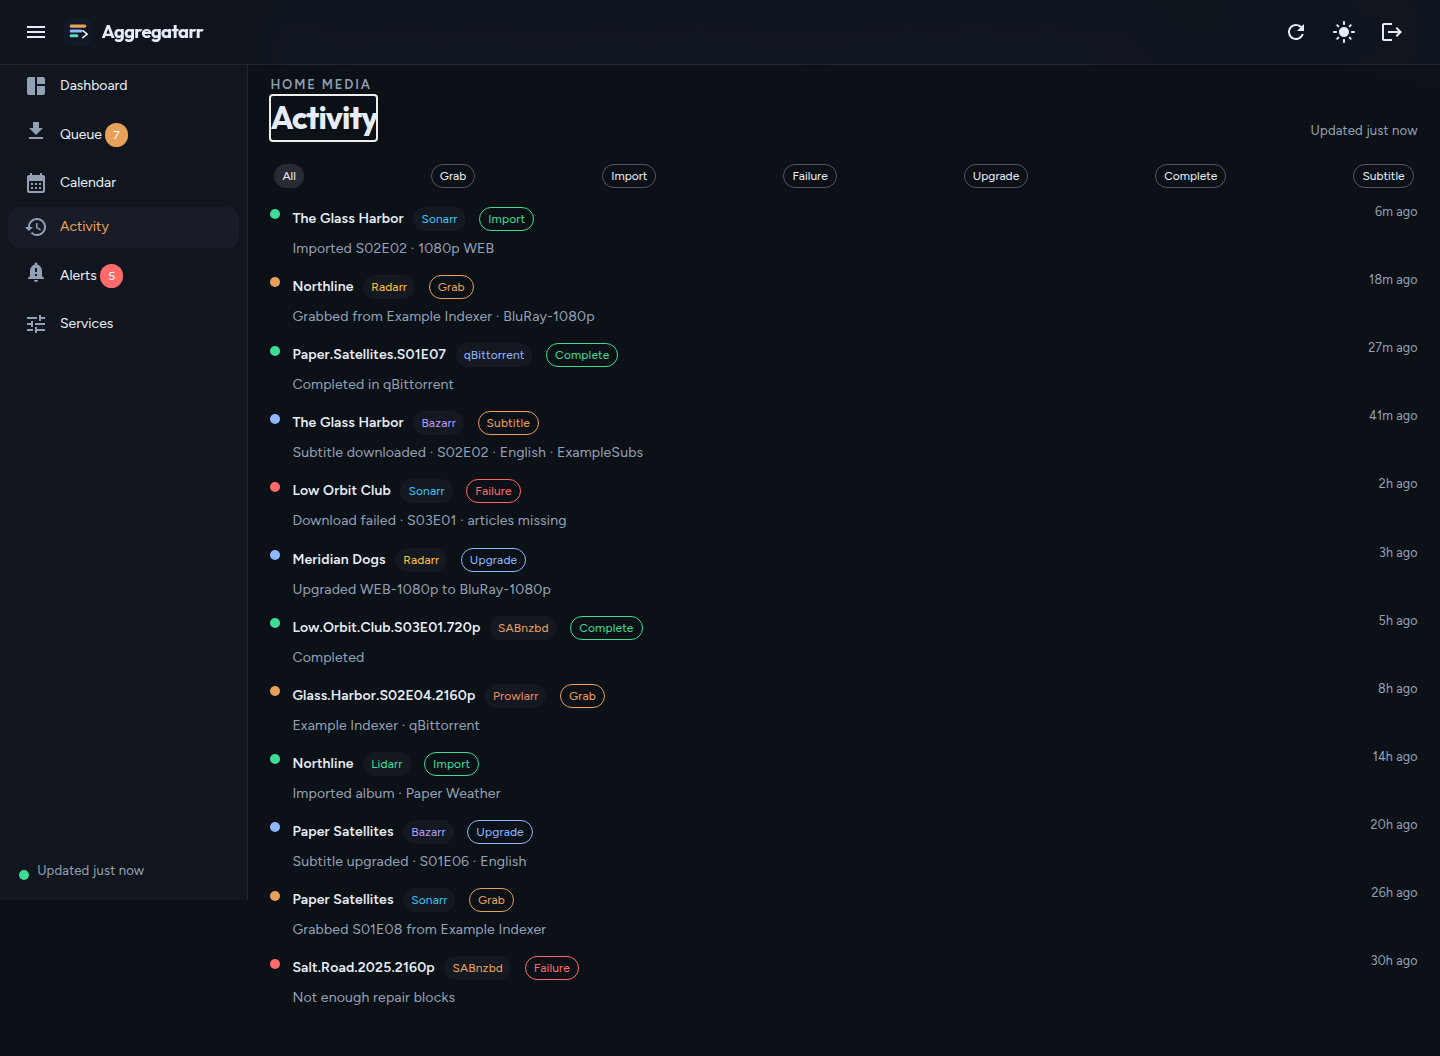 Aggregatarr
Dashboard
Queue 7
Calendar
Activity
Alerts 5
Services
Updated just now
HOME MEDIA
Activity
Updated just now
All Grab Import Failure Upgrade Complete Subtitle
The Glass Harbor Sonarr Import 6m ago
Imported S02E02 · 1080p WEB
Northline Radarr Grab 18m ago
Grabbed from Example Indexer · BluRay-1080p
Paper.Satellites.S01E07 qBittorrent Complete 27m ago
Completed in qBittorrent
The Glass Harbor Bazarr Subtitle 41m ago
Subtitle downloaded · S02E02 · English · ExampleSubs
Low Orbit Club Sonarr Failure 2h ago
Download failed · S03E01 · articles missing
Meridian Dogs Radarr Upgrade 3h ago
Upgraded WEB-1080p to BluRay-1080p
Low.Orbit.Club.S03E01.720p SABnzbd Complete 5h ago
Completed
Glass.Harbor.S02E04.2160p Prowlarr Grab 8h ago
Example Indexer · qBittorrent
Northline Lidarr Import 14h ago
Imported album · Paper Weather
Paper Satellites Bazarr Upgrade 20h ago
Subtitle upgraded · S01E06 · English
Paper Satellites Sonarr Grab 26h ago
Grabbed S01E08 from Example Indexer
Salt.Road.2025.2160p SABnzbd Failure 30h ago
Not enough repair blocks